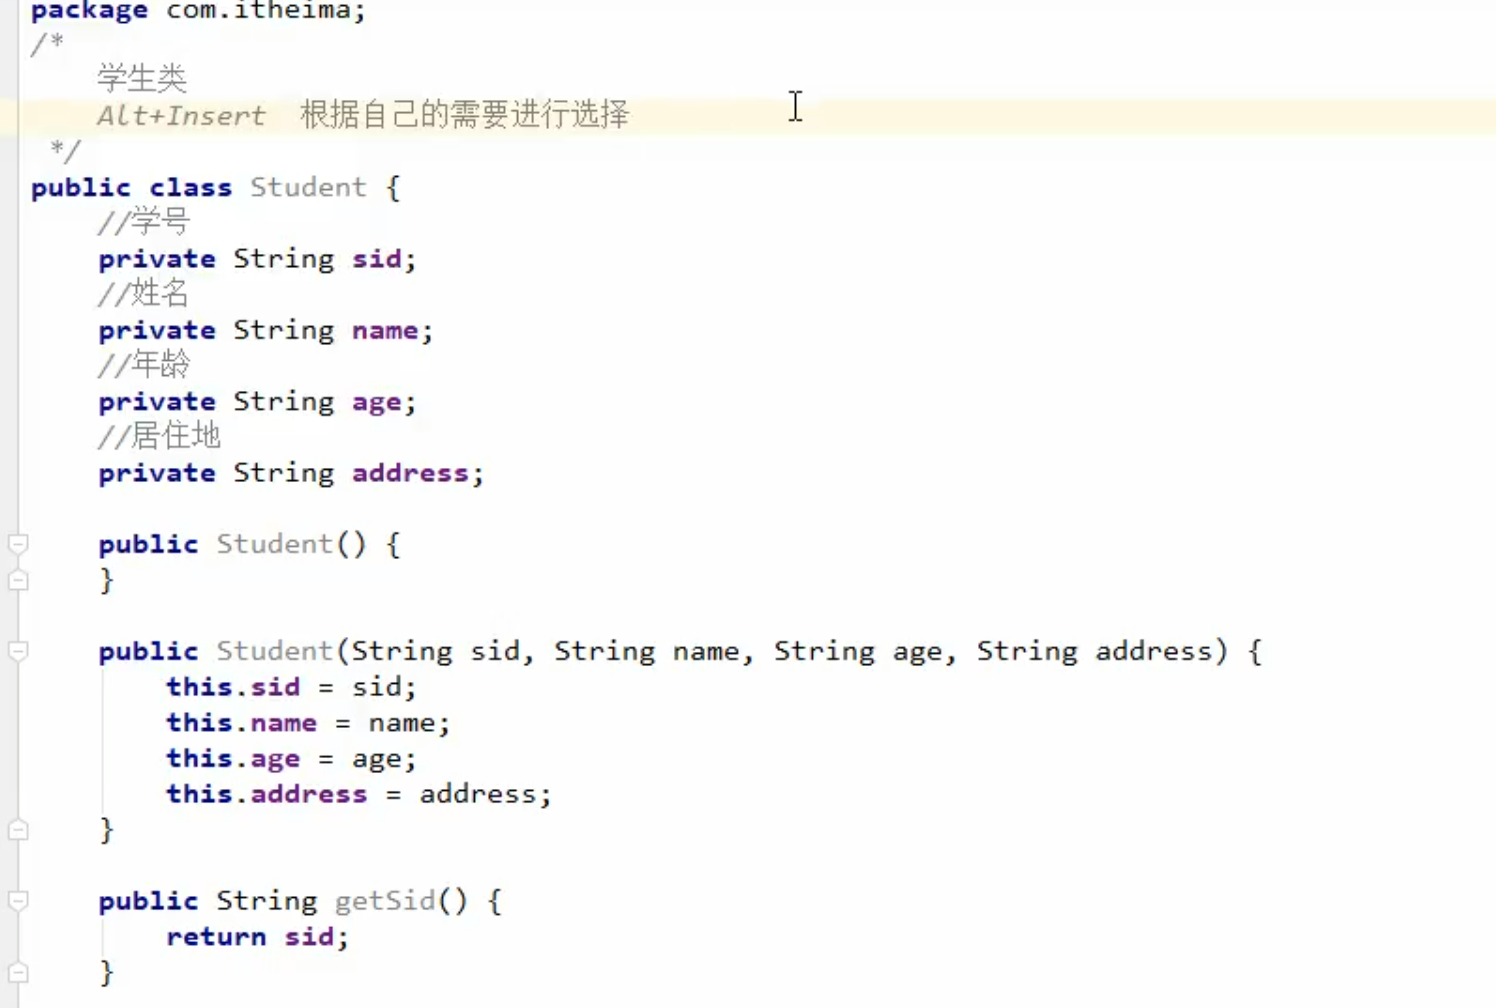 package com.itheima;
/*
    学生类
    Alt+Insert  根据自己的需要进行选择
 */
public class Student {
    //学号
    private String sid;
    //姓名
    private String name;
    //年龄
    private String age;
    //居住地
    private String address;

    public Student() {
    }

    public Student(String sid, String name, String age, String address) {
        this.sid = sid;
        this.name = name;
        this.age = age;
        this.address = address;
    }

    public String getSid() {
        return sid;
    }